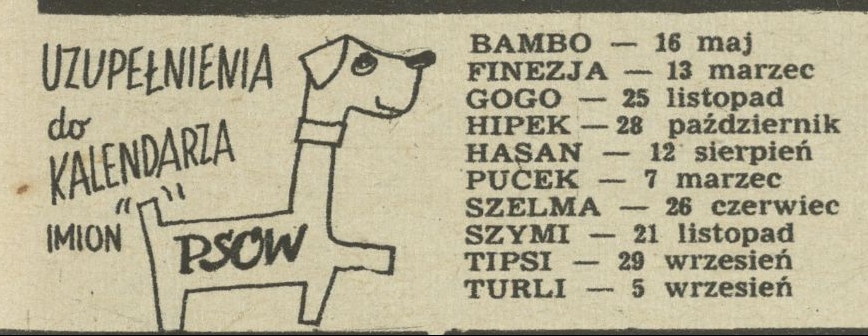 UZUPEŁNIENIA
do
KALENDARZA
IMION
PSÓW
BAMBO — 16 maj
FINEZJA — 13 marzec
GOGO — 25 listopad
HIPEK — 28 październik
HASAN — 12 sierpień
PUCEK — 7 marzec
SZELMA — 26 czerwiec
SZYMI — 21 listopad
TIPSI — 29 wrzesień
TURLI — 5 wrzesień